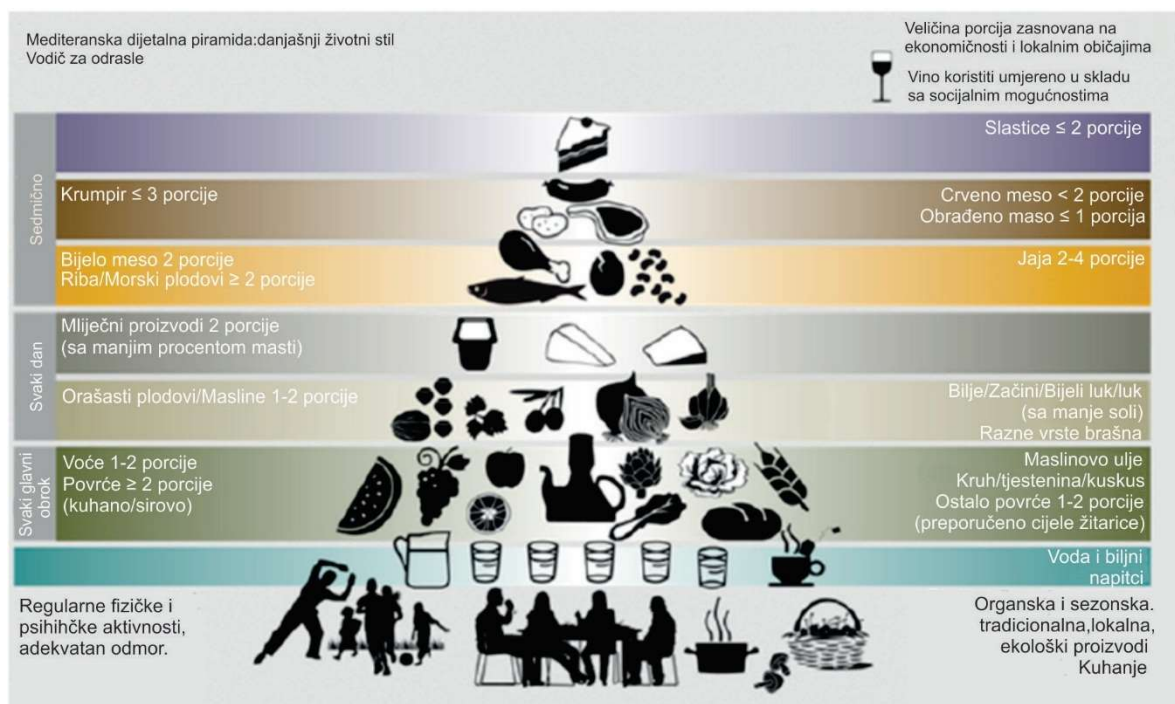 Mediteranska dijetalna piramida:danjašnji životni stil
Vodič za odrasle
Veličina porcija zasnovana na
ekonomičnosti i lokalnim običajima
Vino koristiti umjereno u skladu
sa socijalnim mogućnostima
Sedmično
Slastice ≤ 2 porcije
Krumpir ≤ 3 porcije
Crveno meso < 2 porcije
Obrađeno maso ≤ 1 porcija
Bijelo meso 2 porcije
Riba/Morski plodovi ≥ 2 porcije
Jaja 2-4 porcije
Svaki dan
Mliječni proizvodi 2 porcije
(sa manjim procentom masti)
Orašasti plodovi/Masline 1-2 porcije
Bilje/Začini/Bijeli luk/luk
(sa manje soli)
Razne vrste brašna
Svaki glavni
obrok
Voće 1-2 porcije
Povrće ≥ 2 porcije
(kuhano/sirovo)
Maslinovo ulje
Kruh/tjestenina/kuskus
Ostalo povrće 1-2 porcije
(preporučeno cijele žitarice)
Voda i biljni
napitci
Regularne fizičke i
psihihčke aktivnosti,
adekvatan odmor.
Organska i sezonska.
tradicionalna,lokalna,
ekološki proizvodi
Kuhanje